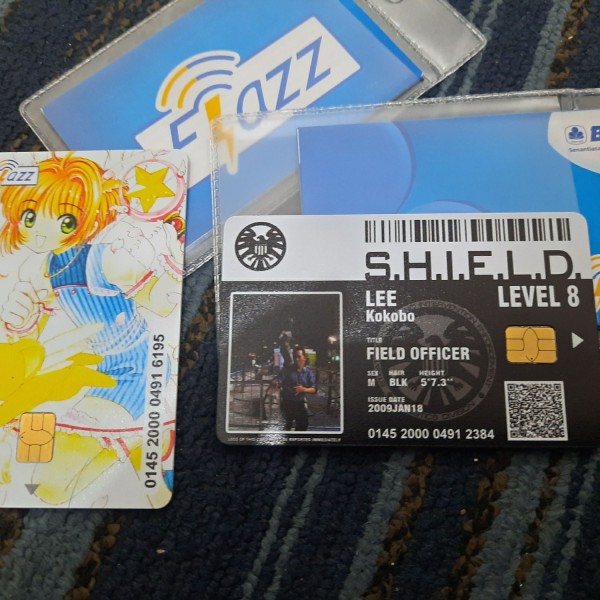 Flazz
azz
0145 2000 0491 6195
B
Senantiasa
S.H.I.E.L.D.
LEE
Kokobo
LEVEL 8
TITLE
FIELD OFFICER
SEX HAIR HEIGHT
M BLK 5'7.3"
ISSUE DATE
2009JAN18
0145 2000 0491 2384